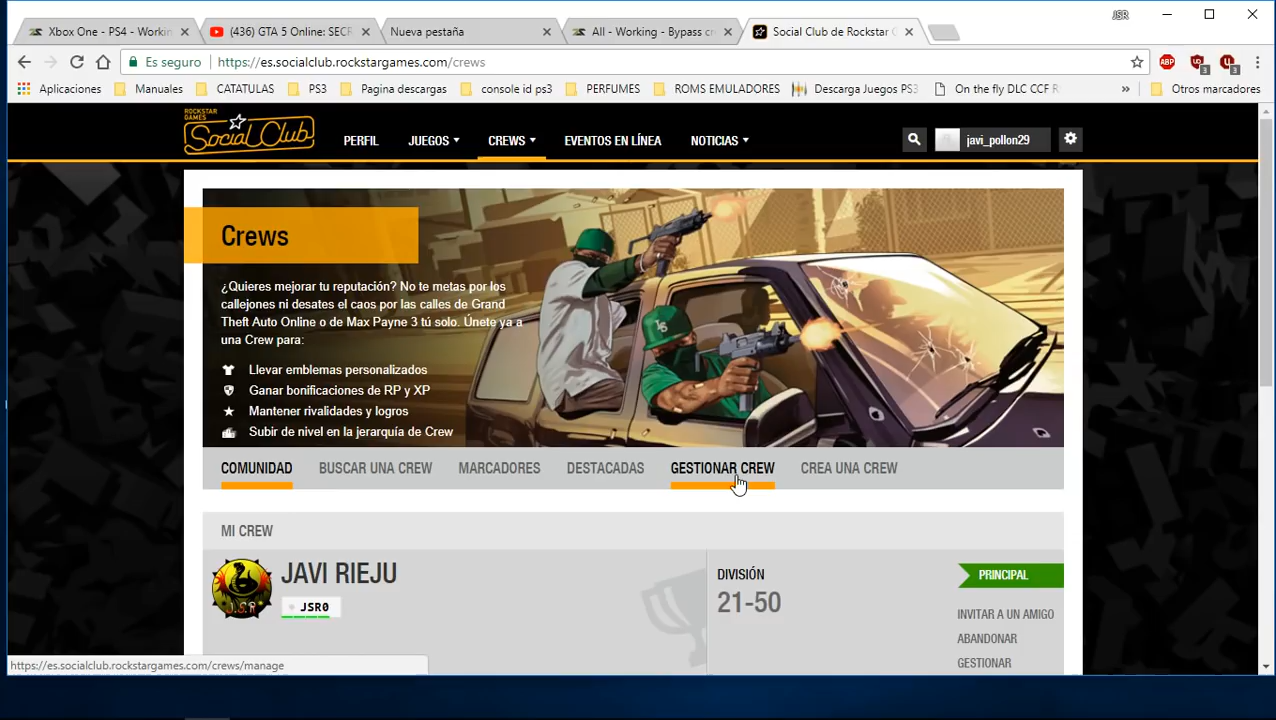 JSR
Xbox One - PS4 - Workin
(436) GTA 5 Online: SECR
Nueva pestaña
All - Working - Bypass cr
Social Club de Rockstar G
Es seguro
https://es.socialclub.rockstargames.com/crews
ABP
3
3
Aplicaciones
Manuales
CATATULAS
PS3
Pagina descargas
console id ps3
PERFUMES
ROMS EMULADORES
Descarga Juegos PS3
On the fly DLC CCF R
»
Otros marcadores
ROCKSTAR
GAMES
Social Club
PERFIL
JUEGOS
CREWS
EVENTOS EN LÍNEA
NOTICIAS
javi_pollon29
Crews
¿Quieres mejorar tu reputación? No te metas por los
callejones ni desates el caos por las calles de Grand
Theft Auto Online o de Max Payne 3 tú solo. Únete ya a
una Crew para:
Llevar emblemas personalizados
Ganar bonificaciones de RP y XP
Mantener rivalidades y logros
Subir de nivel en la jerarquía de Crew
COMUNIDAD
BUSCAR UNA CREW
MARCADORES
DESTACADAS
GESTIONAR CREW
CREA UNA CREW
MI CREW
J.S.R
JAVI RIEJU
JSR0
DIVISIÓN
21-50
PRINCIPAL
INVITAR A UN AMIGO
ABANDONAR
GESTIONAR
https://es.socialclub.rockstargames.com/crews/manage